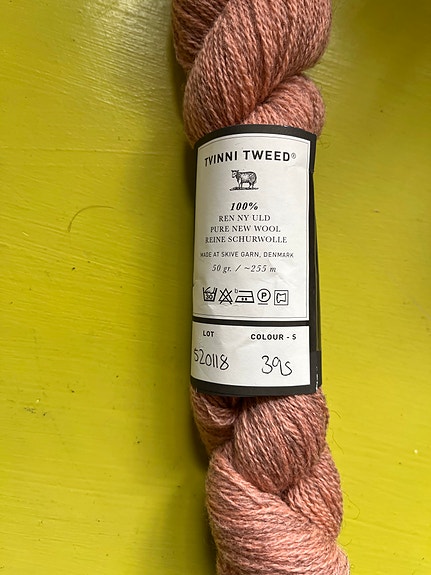 TVINNI TWEED®
100%
REN NY ULD
PURE NEW WOOL
REINE SCHURWOLLE
MADE AT SKIVE GARN, DENMARK
50 gr. / ~255 m
LOT COLOUR - S
520118 39s